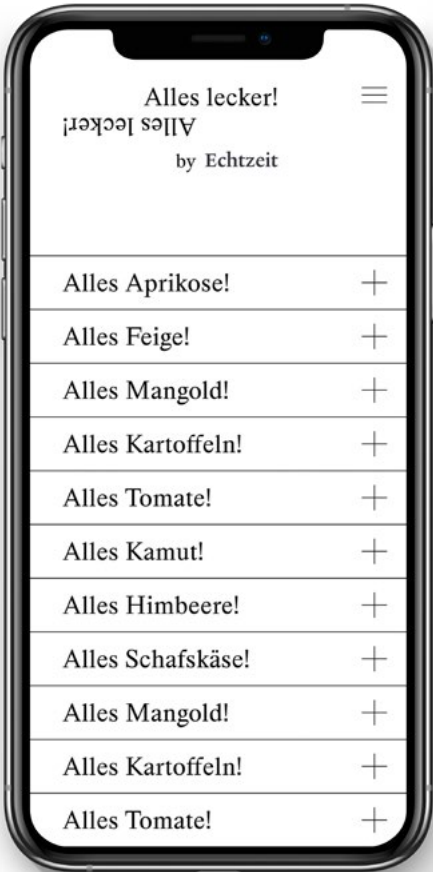 Alles lecker!
Alles lecker!
by Echtzeit
Alles Aprikose!
Alles Feige!
Alles Mangold!
Alles Kartoffeln!
Alles Tomate!
Alles Kamut!
Alles Himbeere!
Alles Schafskäse!
Alles Mangold!
Alles Kartoffeln!
Alles Tomate!